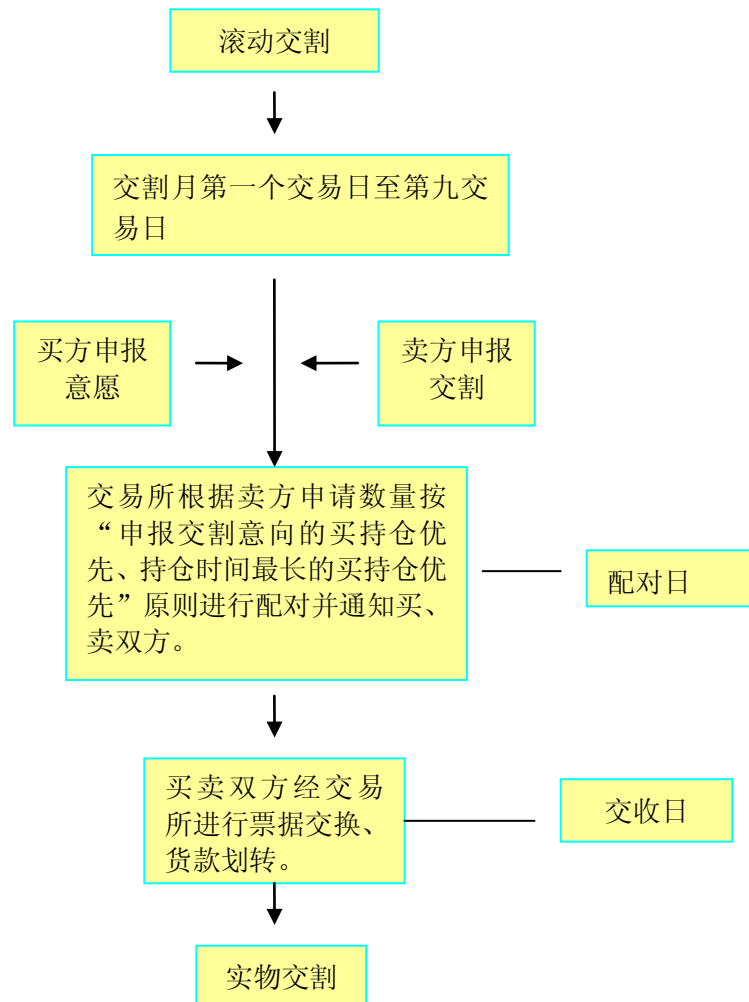 滚动交割
交割月第一个交易日至第九交
易日
买方申报
意愿
卖方申报
交割
交易所根据卖方申请数量按
“申报交割意向的买持仓优
先、持仓时间最长的买持仓优
先”原则进行配对并通知买、
卖双方。
配对日
买卖双方经交易
所进行票据交换、
货款划转。
交收日
实物交割